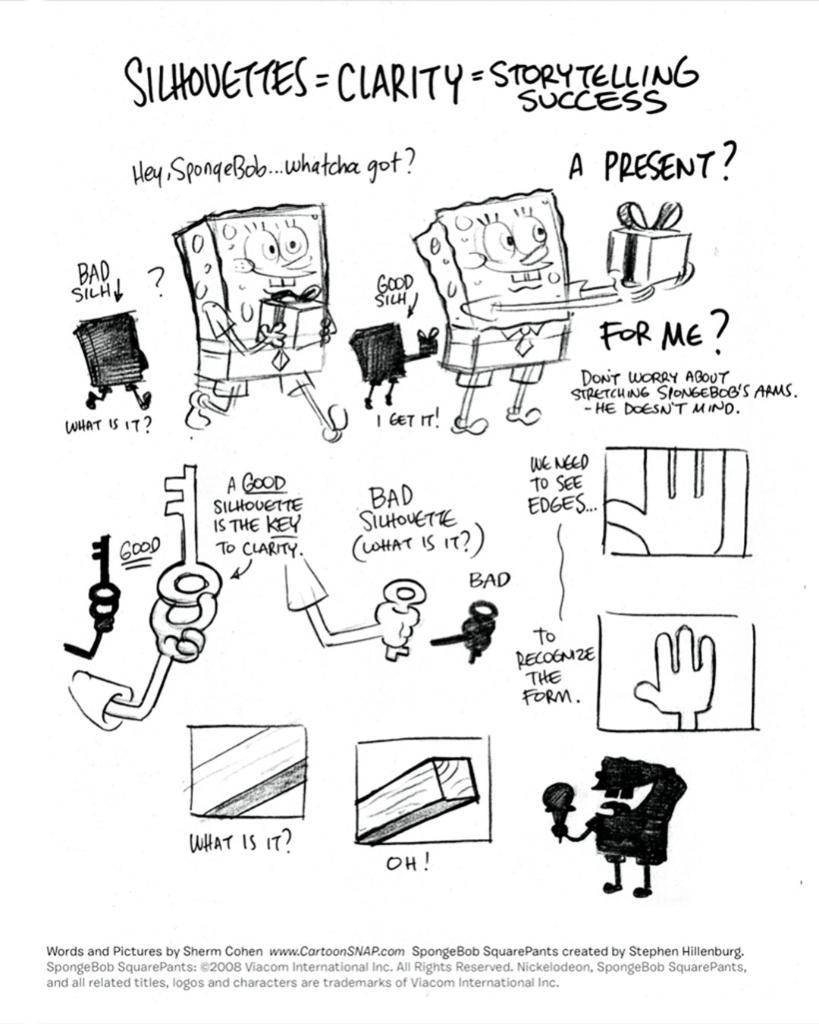 SILHOUETTES = CLARITY = STORYTELLING
SUCCESS
Hey, SpongeBob...whatcha got?
A PRESENT?
BAD
SILH
?
GOOD
SILH
FOR ME?
WHAT IS IT?
I GET IT!
DON'T WORRY ABOUT
STRETCHING SPONGEBOB'S ARMS.
- HE DOESN'T MIND.
GOOD
A GOOD
SILHOUETTE
IS THE KEY
TO CLARITY.
BAD
SILHOUETTE
(WHAT IS IT?)
BAD
WE NEED
TO SEE
EDGES...
TO
RECOGNIZE
THE
FORM.
WHAT IS IT?
OH!
Words and Pictures by Sherm Cohen www.CartoonSNAP.com SpongeBob SquarePants created by Stephen Hillenburg.
SpongeBob SquarePants: ©2008 Viacom International Inc. All Rights Reserved. Nickelodeon, SpongeBob SquarePants,
and all related titles, logos and characters are trademarks of Viacom International Inc.